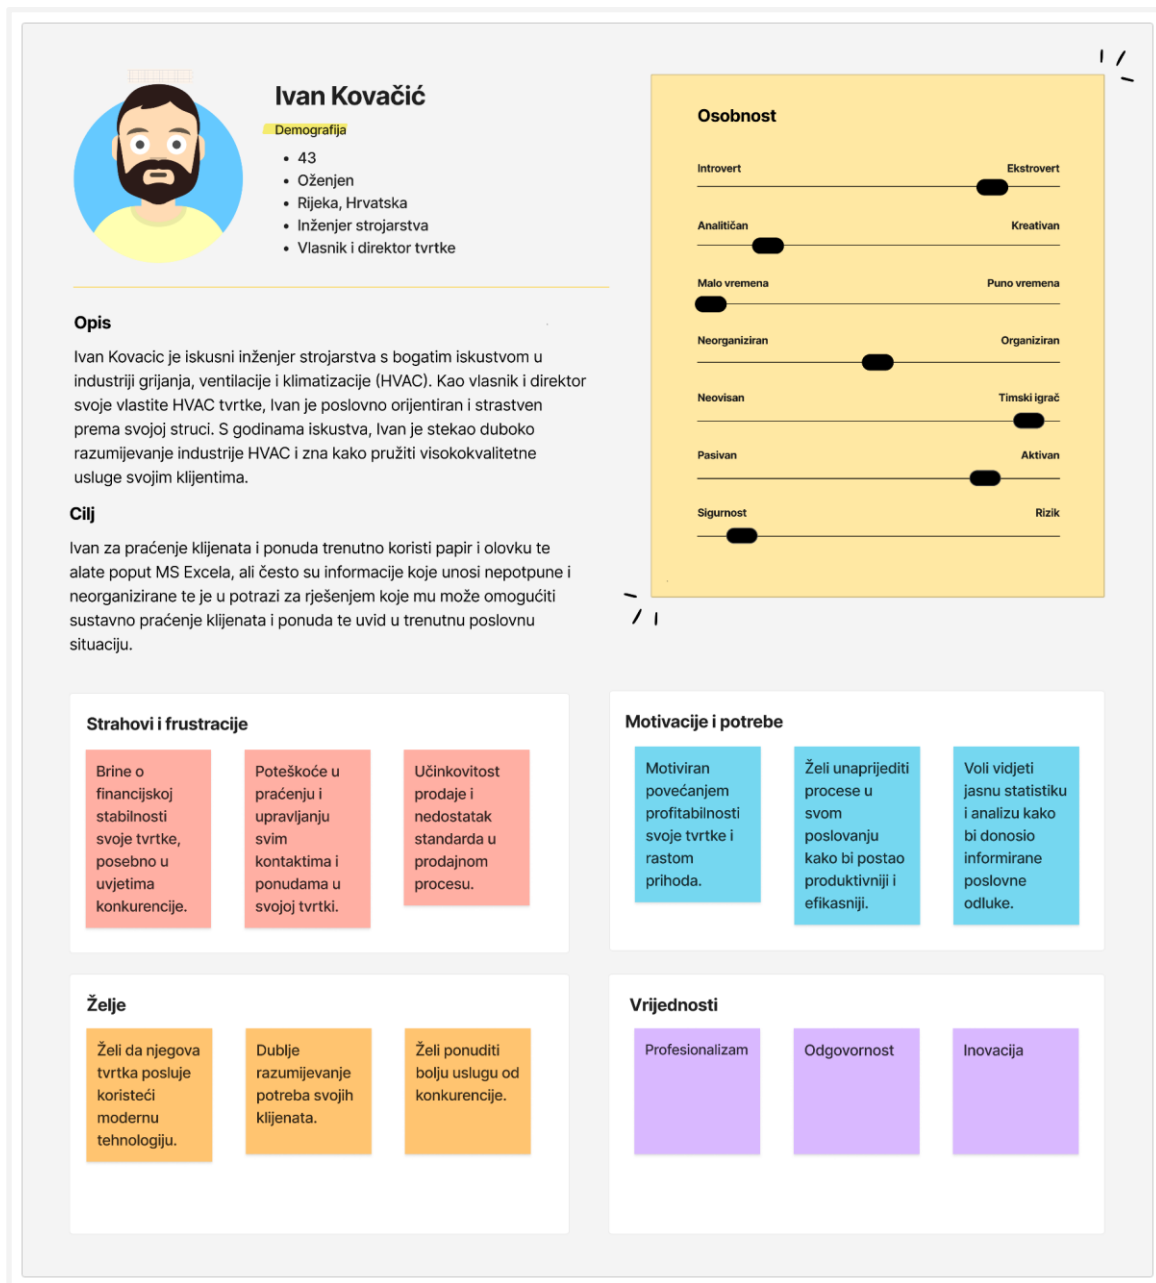 Ivan Kovačić
Demografija
• 43
• Oženjen
• Rijeka, Hrvatska
• Inženjer strojarstva
• Vlasnik i direktor tvrtke
Opis
Ivan Kovacic je iskusni inženjer strojarstva s bogatim iskustvom u
industriji grijanja, ventilacije i klimatizacije (HVAC). Kao vlasnik i direktor
svoje vlastite HVAC tvrtke, Ivan je poslovno orijentiran i strastven
prema svojoj struci. S godinama iskustva, Ivan je stekao duboko
razumijevanje industrije HVAC i zna kako pružiti visokokvalitetne
usluge svojim klijentima.
Cilj
Ivan za praćenje klijenata i ponuda trenutno koristi papir i olovku te
alate poput MS Excela, ali često su informacije koje unosi nepotpune i
neorganizirane te je u potrazi za rješenjem koje mu može omogućiti
sustavno praćenje klijenata i ponuda te uvid u trenutnu poslovnu
situaciju.
Osobnost
Introvert Ekstrovert
Analitičan Kreativan
Malo vremena Puno vremena
Neorganiziran Organiziran
Neovisan Timski igrač
Pasivan Aktivan
Sigurnost Rizik
Strahovi i frustracije
Brine o
financijskoj
stabilnosti
svoje tvrtke,
posebno u
uvjetima
konkurencije.
Poteškoće u
praćenju i
upravljanju
svim
kontaktima i
ponudama u
svojoj tvrtki.
Učinkovitost
prodaje i
nedostatak
standarda u
prodajnom
procesu.
Motivacije i potrebe
Motiviran
povećanjem
profitabilnosti
svoje tvrtke i
rastom
prihoda.
Želi unaprijediti
procese u
svom
poslovanju
kako bi postao
produktivniji i
efikasniji.
Voli vidjeti
jasnu statistiku
i analizu kako
bi donosio
informirane
poslovne
odluke.
Želje
Želi da njegova
tvrtka posluje
koristeći
modernu
tehnologiju.
Dublje
razumijevanje
potreba svojih
klijenata.
Želi ponuditi
bolju uslugu od
konkurencije.
Vrijednosti
Profesionalizam
Odgovornost
Inovacija